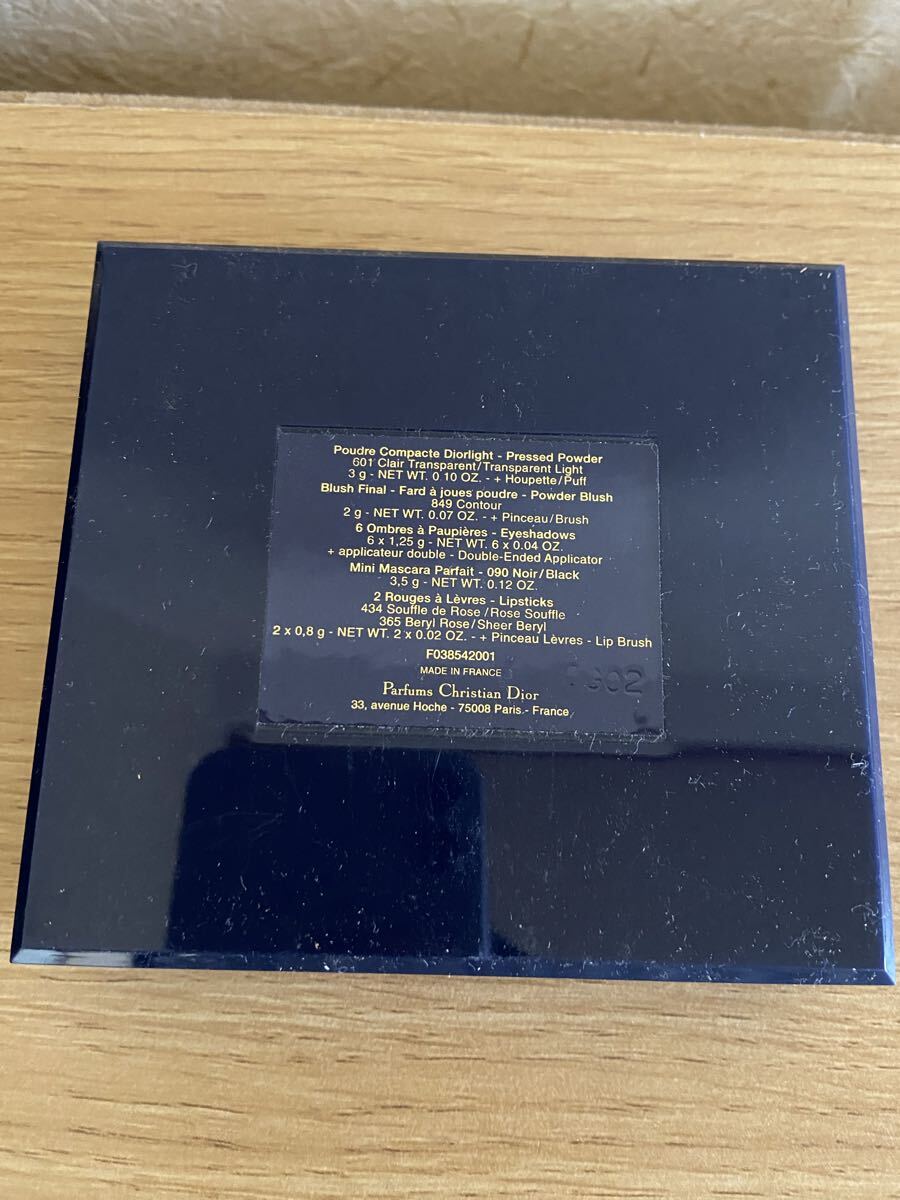 Poudre Compacte Diorlight - Pressed Powder
601 Clair Transparent/Transparent Light
3 g - NET WT. 0 10 OZ. - + Houpette/Puff
Blush Final - Fard à joues poudre - Powder Blush
849 Contour
2 g - NET WT. 0.07 OZ. - + Pinceau/Brush
6 Ombres à Paupières - Eyeshadows
6 x 1,25 g - NET WT. 6 x 0.04 OZ.
+ applicateur double - Double-Ended Applicator
Mini Mascara Parfait - 090 Noir/Black
3,5 g - NET WT. 0.12 OZ.
2 Rouges à Lèvres - Lipsticks
434 Souffle de Rose/Rose Souffle
365 Beryl Rose/Sheer Beryl
2 x 0,8 g - NET WT. 2 x 0.02 OZ. - + Pinceau Lèvres - Lip Brush
F038542001
MADE IN FRANCE
Parfums Christian Dior
33, avenue Hoche - 75008 Paris - France